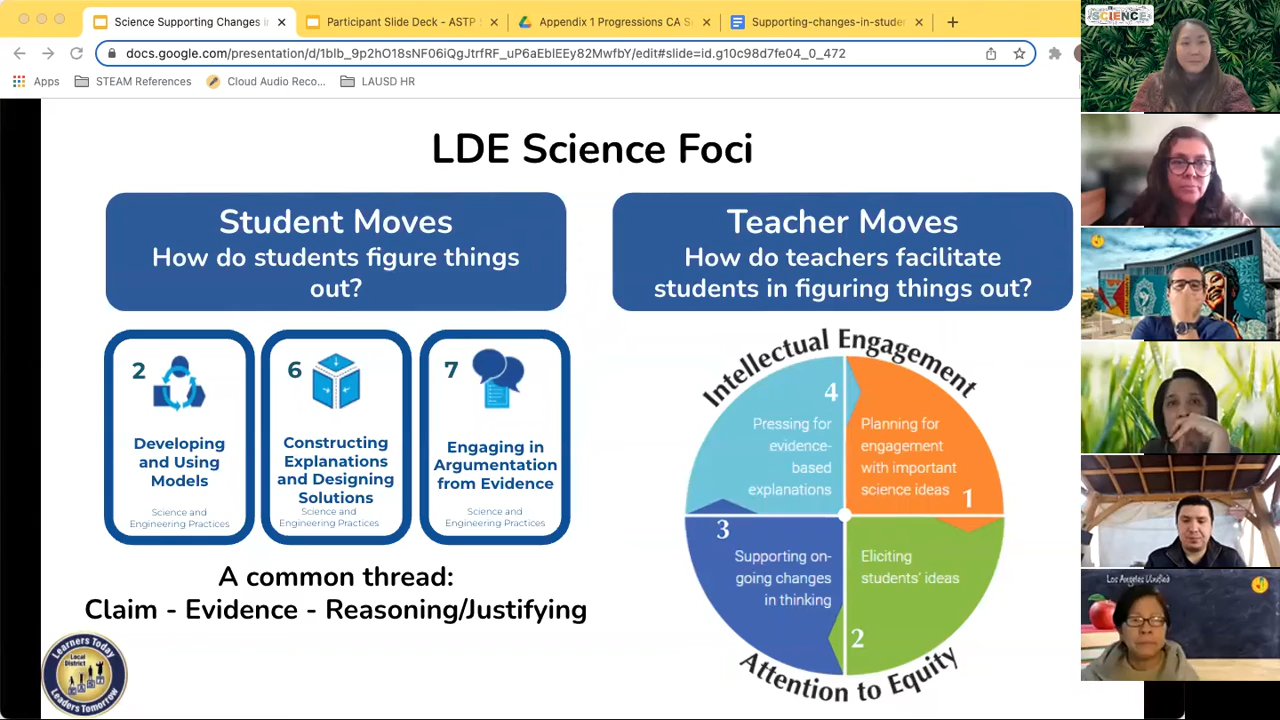 Science Supporting Changes i
Participant Slide Deck - ASTP S
Appendix 1 Progressions CA Sc
Supporting-changes-in-studen
docs.google.com/presentation/d/1blb_9p2hO18sNF06iQgJtrfRF_uP6aEblEEy82MwfbY/edit#slide=id.g10c98d7fe04_0_472
Apps
STEAM References
Cloud Audio Reco...
LAUSD HR
LDE Science Foci
Student Moves
How do students figure things
out?
Teacher Moves
How do teachers facilitate
students in figuring things out?
2
Developing
and Using
Models
Science and
Engineering Practices
6
Constructing
Explanations
and Designing
Solutions
Science and
Engineering Practices
7
Engaging in
Argumentation
from Evidence
Science and
Engineering Practices
A common thread:
Claim - Evidence - Reasoning/Justifying
Learners Today
Local
District
EAST
Leaders Tomorrow
Intellectual Engagement
4
Pressing for
evidence-
based
explanations
Planning for
engagement
with important
science ideas
1
3
Supporting on-
going changes
in thinking
Eliciting
students' ideas
2
Attention to Equity
SCIENCE
Los Angeles Unified